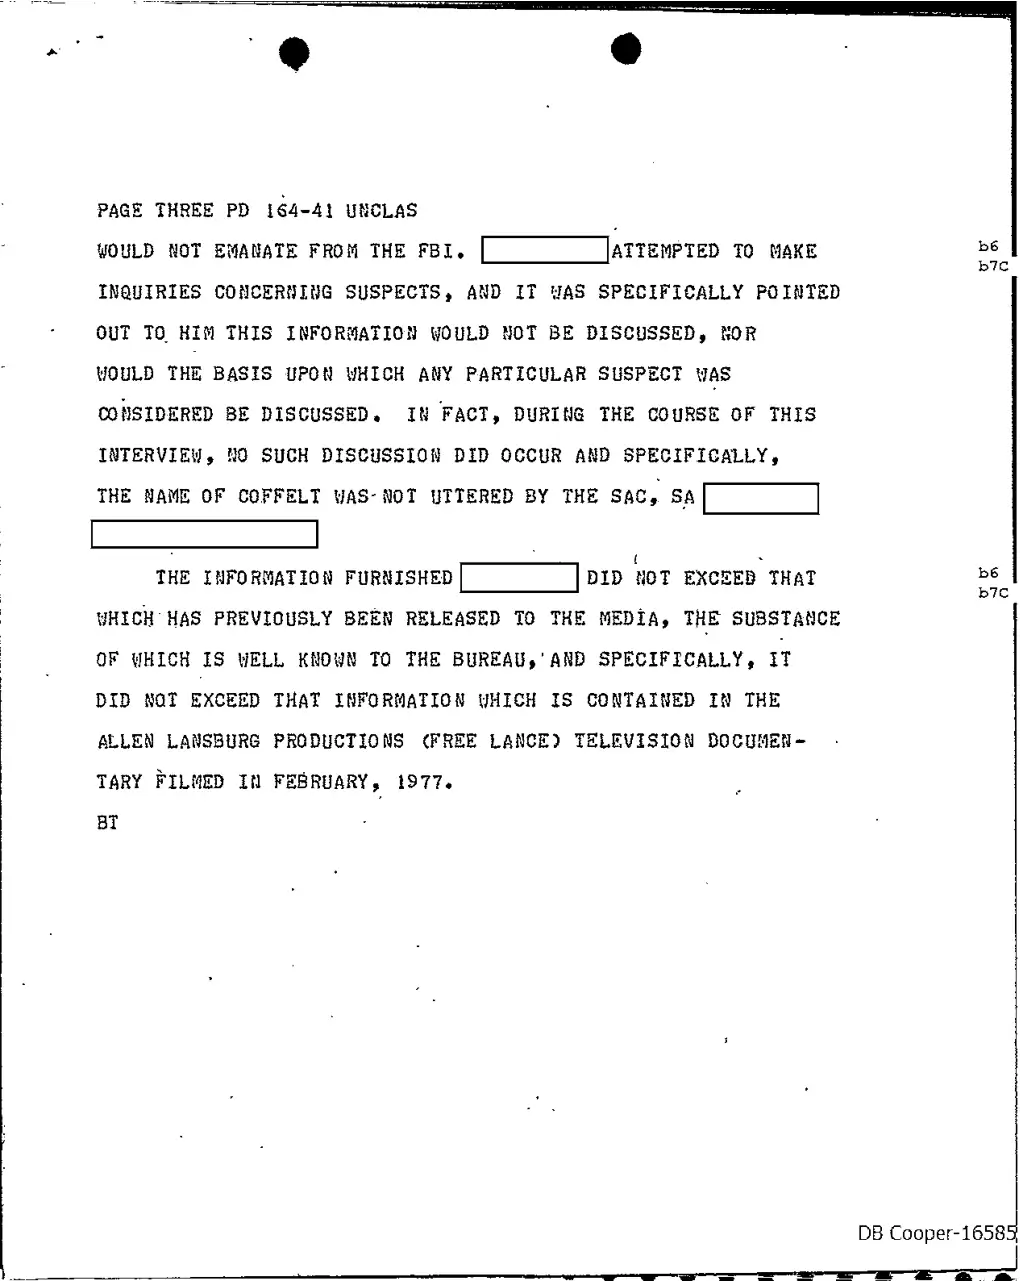 PAGE THREE PD 164-41 UNCLAS
WOULD NOT EMANATE FROM THE FBI. ATTEMPTED TO MAKE
b6
b7C
INQUIRIES CONCERNING SUSPECTS, AND IT WAS SPECIFICALLY POINTED
OUT TO HIM THIS INFORMATION WOULD NOT BE DISCUSSED, NOR
WOULD THE BASIS UPON WHICH ANY PARTICULAR SUSPECT WAS
CONSIDERED BE DISCUSSED. IN FACT, DURING THE COURSE OF THIS
INTERVIEW, NO SUCH DISCUSSION DID OCCUR AND SPECIFICALLY,
THE NAME OF COFFELT WAS NOT UTTERED BY THE SAC, SA
THE INFORMATION FURNISHED DID NOT EXCEED THAT
b6
b7C
WHICH HAS PREVIOUSLY BEEN RELEASED TO THE MEDIA, THE SUBSTANCE
OF WHICH IS WELL KNOWN TO THE BUREAU, AND SPECIFICALLY, IT
DID NOT EXCEED THAT INFORMATION WHICH IS CONTAINED IN THE
ALLEN LANSBURG PRODUCTIONS (FREE LANCE) TELEVISION DOCUMEN-
TARY FILMED IN FEBRUARY, 1977.
BT
DB Cooper-16585